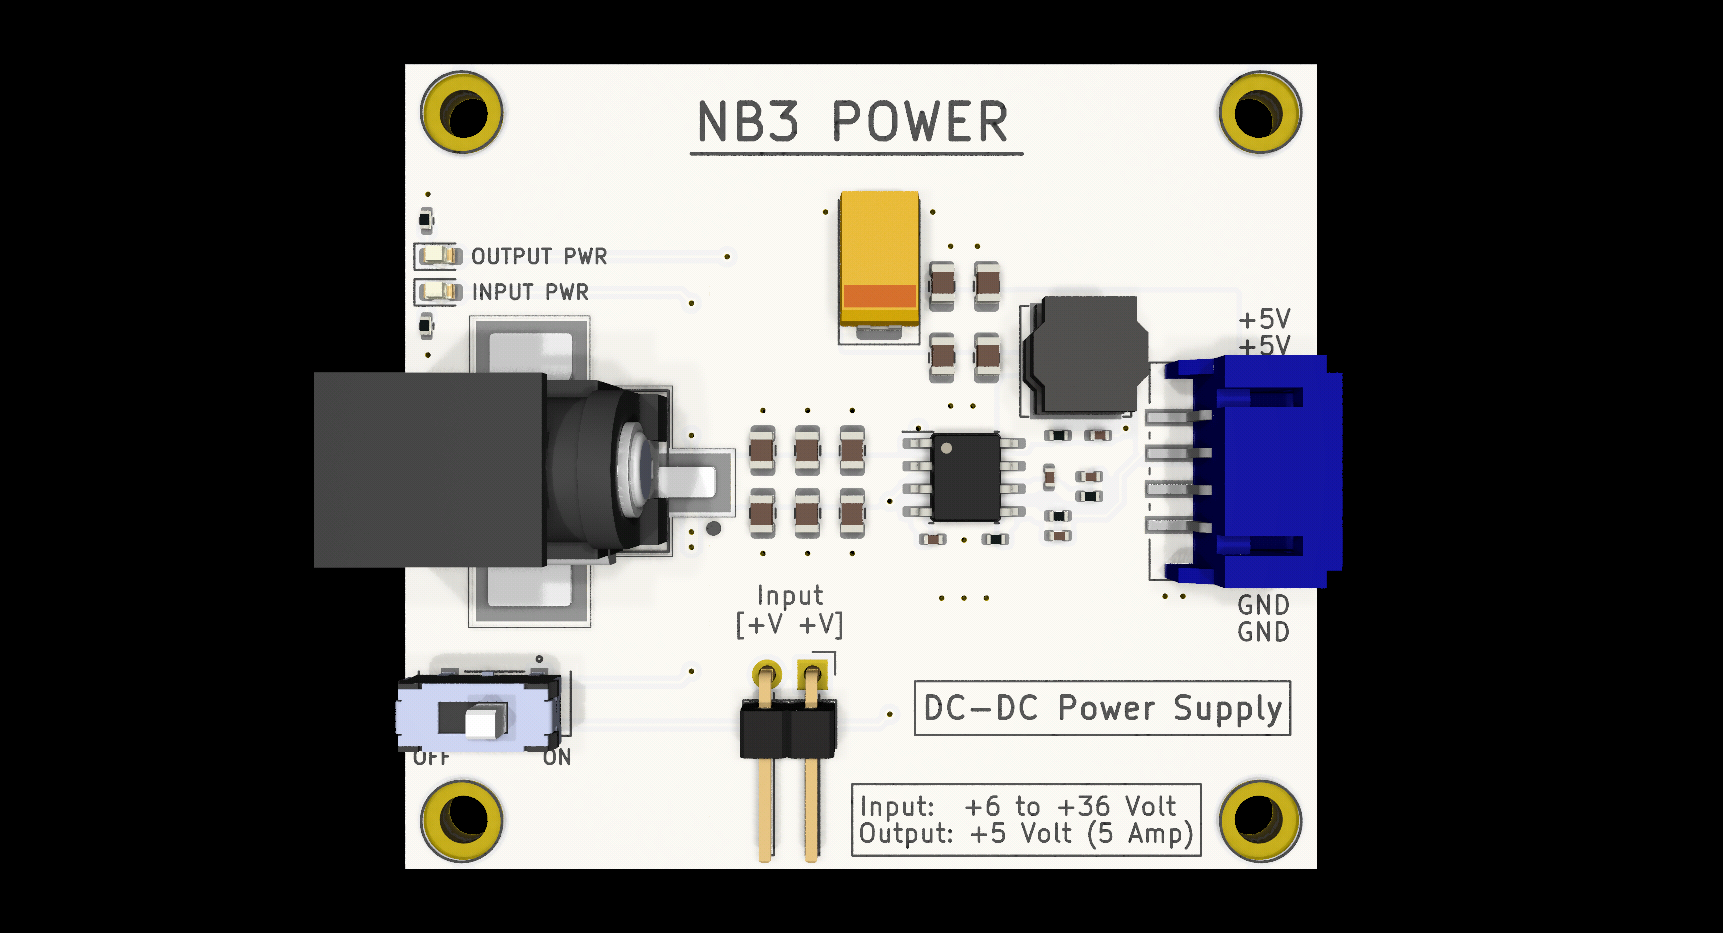 NB3 POWER
OUTPUT PWR
INPUT PWR
+5V
+5V
Input
[+V +V]
GND
GND
DC-DC Power Supply
OFF
ON
Input: +6 to +36 Volt
Output: +5 Volt (5 Amp)